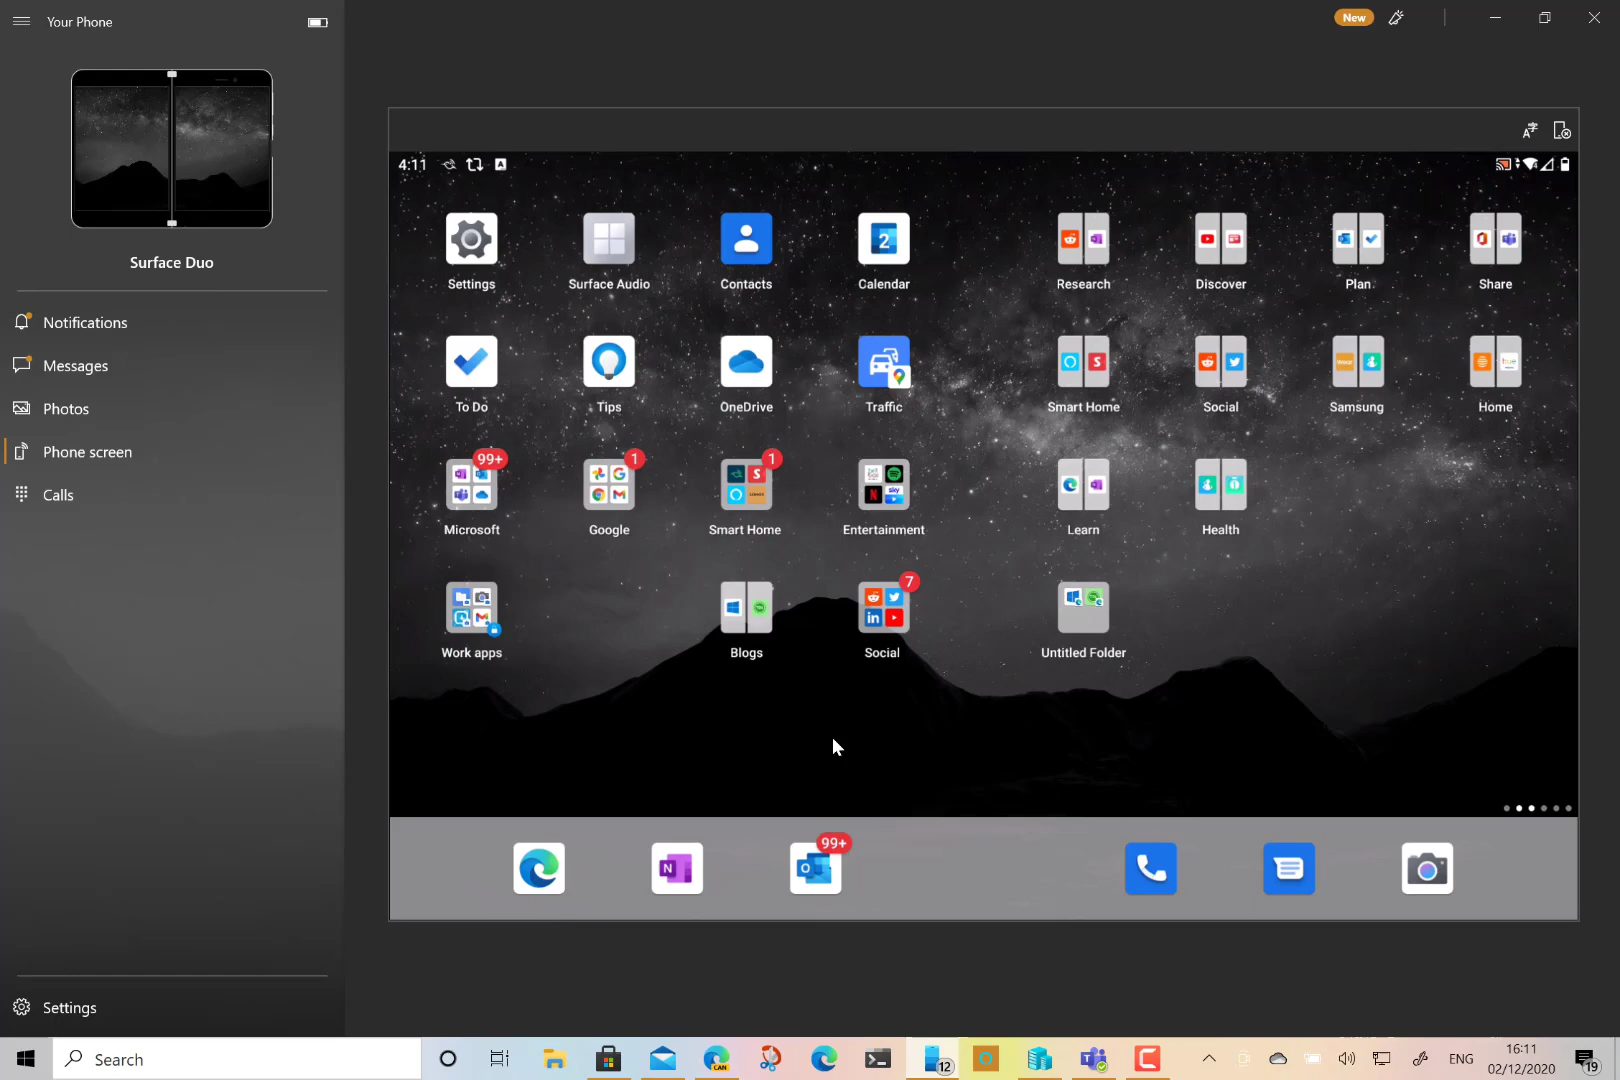 Your Phone
New
Surface Duo
Notifications
Messages
Photos
Phone screen
Calls
Settings
4:11
Settings
Surface Audio
2
Contacts
Calendar
Research
Discover
Plan
Share
To Do
Tips
OneDrive
Traffic
Smart Home
Social
Samsung
Home
99+
1
1
Microsoft
Google
Smart Home
Entertainment
Learn
Health
7
Work apps
Blogs
Social
Untitled Folder
99+
Search
CAN
12
ENG
16:11
02/12/2020
19